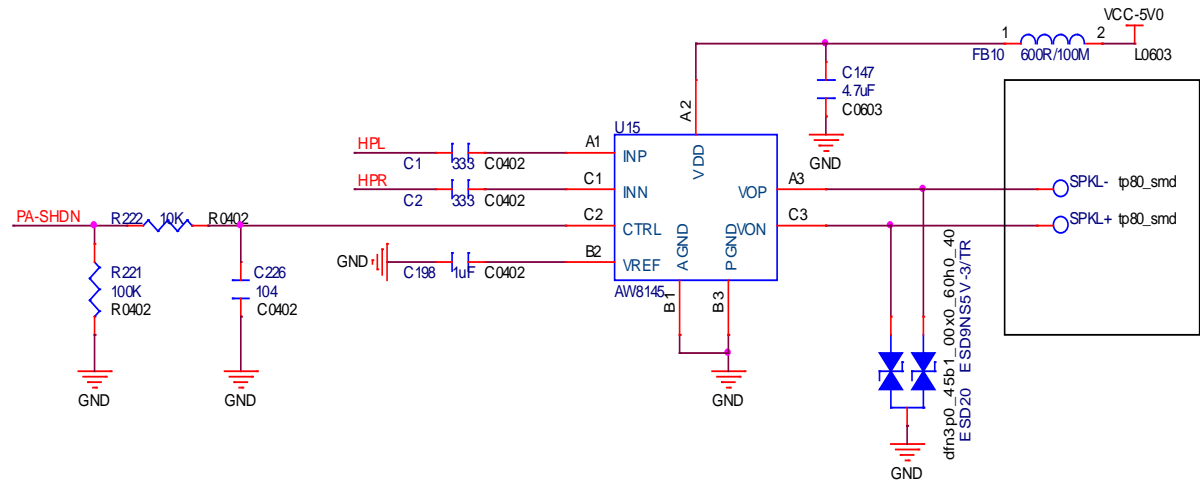 VCC-5V0
1
2
FB10
600R/100M
L0603
C147
4.7uF
C0603
GND
A2
U15
HPL
C1
333
C0402
A1
INP
VDD
HPR
C2
333
C0402
C1
INN
VOP
A3
SPKL-
tp80_smd
PA-SHDN
R222
10K
R0402
C2
CTRL
VON
C3
SPKL+
tp80_smd
GND
C198
1uF
C0402
B2
VREF
AGND
PGND
AW8145
B1
B3
R221
100K
R0402
C226
104
C0402
GND
GND
GND
dfn3p0_45b1_00x0_60h0_40
ESD20
ESD9NS5V-3/TR
GND